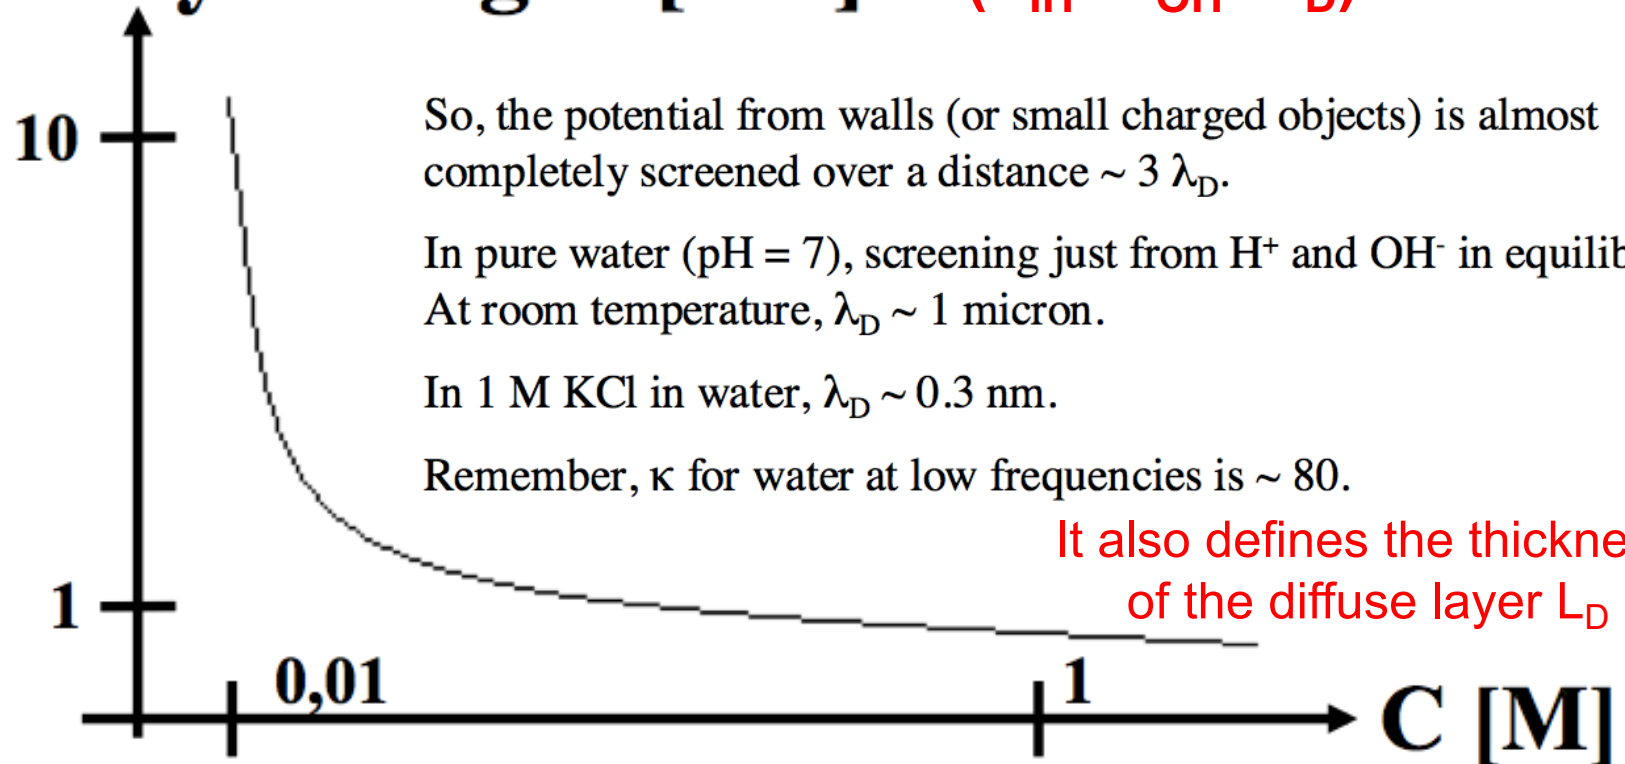 10
So, the potential from walls (or small charged objects) is almost
completely screened over a distance ~ 3 λD.
In pure water (pH = 7), screening just from H+ and OH- in
At room temperature, λD ~ 1 micron.
In 1 M KCl in water, λD ~ 0.3 nm.
Remember, κ for water at low frequencies is ~ 80.
It also defines the
of the diffuse layer LD
1
0,01
1
C [M]